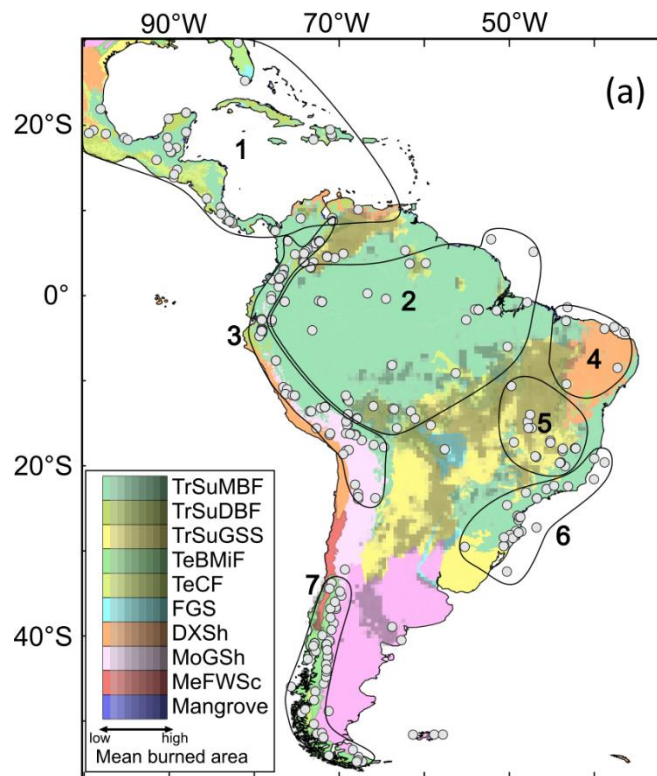 90°W 70°W 50°W
(a)
20°S
1
0°
2
3
4
5
20°S
6
7
40°S
TrSuMBF
TrSuDBF
TrSuGSS
TeBMiF
TeCF
FGS
DXSh
MoGSh
MeFWSc
Mangrove
low high
Mean burned area